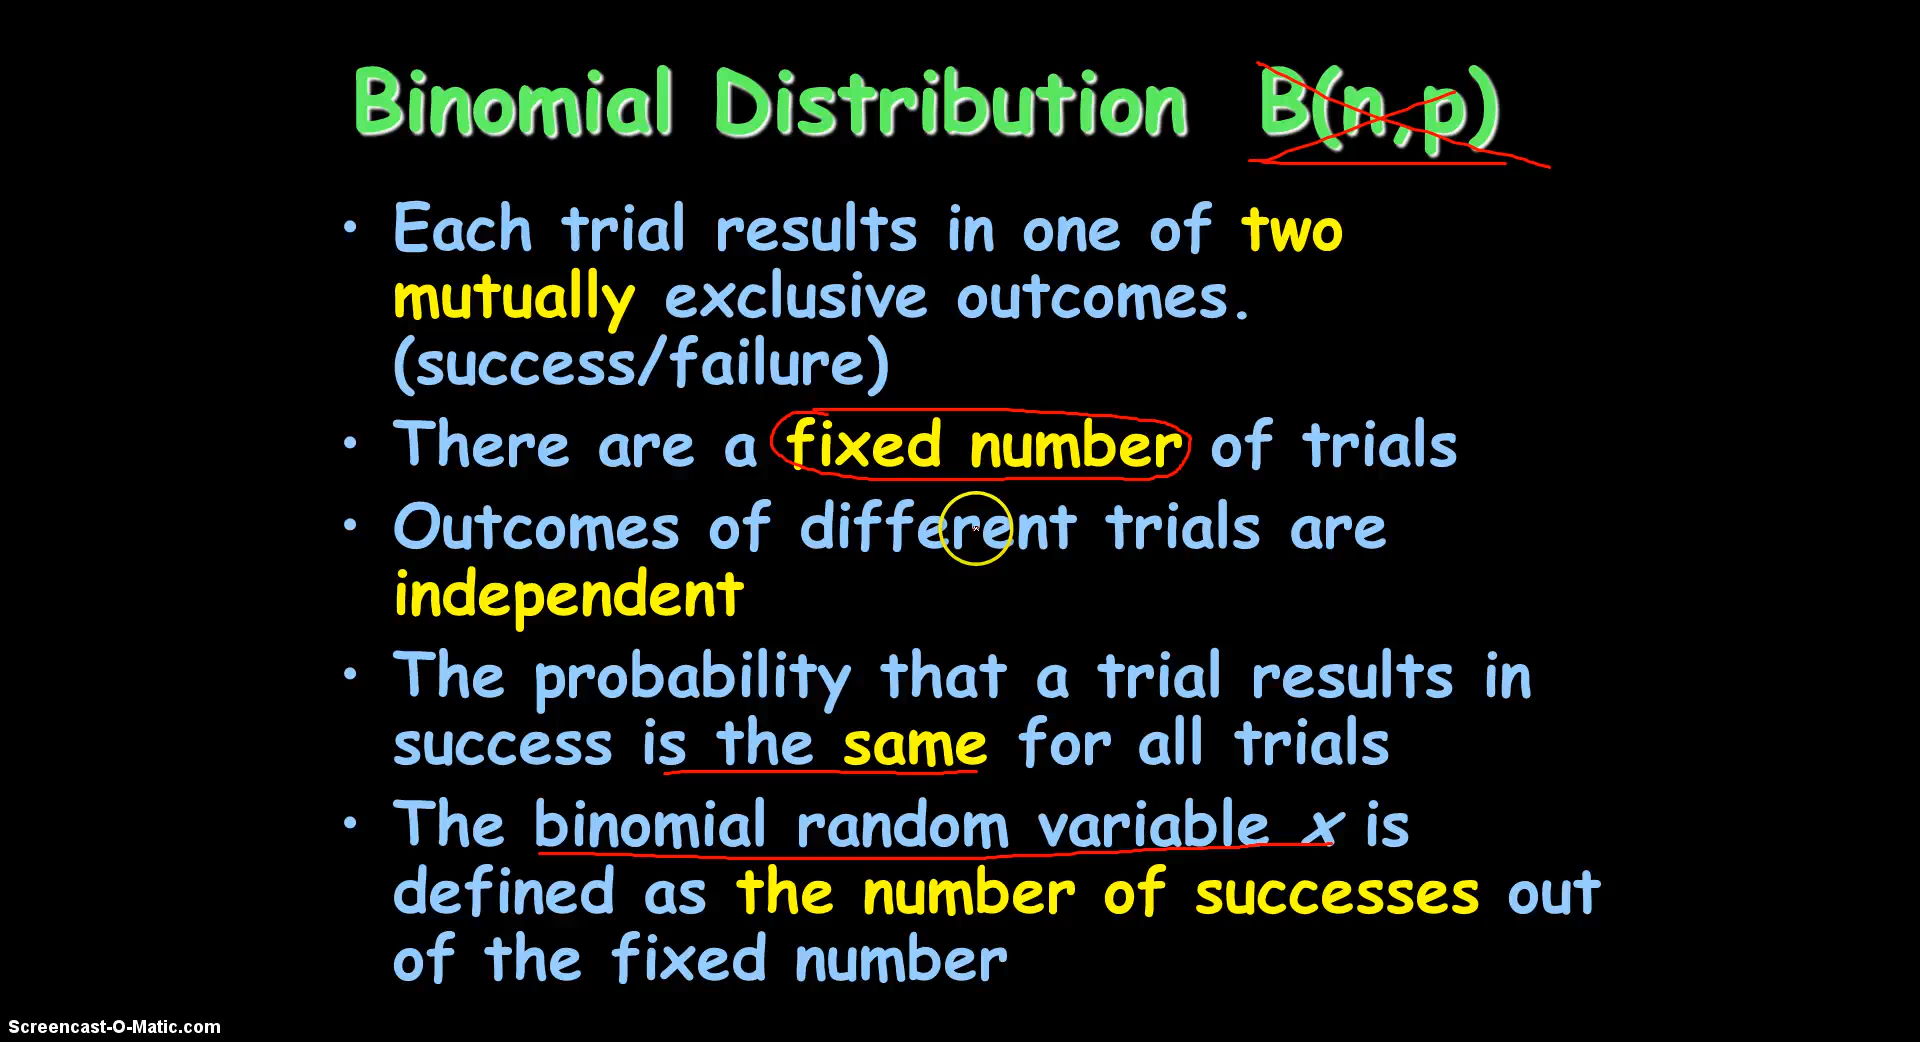 Binomial Distribution B(n,p)
• Each trial results in one of two
mutually exclusive outcomes.
(success/failure)
• There are a fixed number of trials
• Outcomes of different trials are
independent
• The probability that a trial results in
success is the same for all trials
• The binomial random variable x is
defined as the number of successes out
of the fixed number
Screencast-O-Matic.com